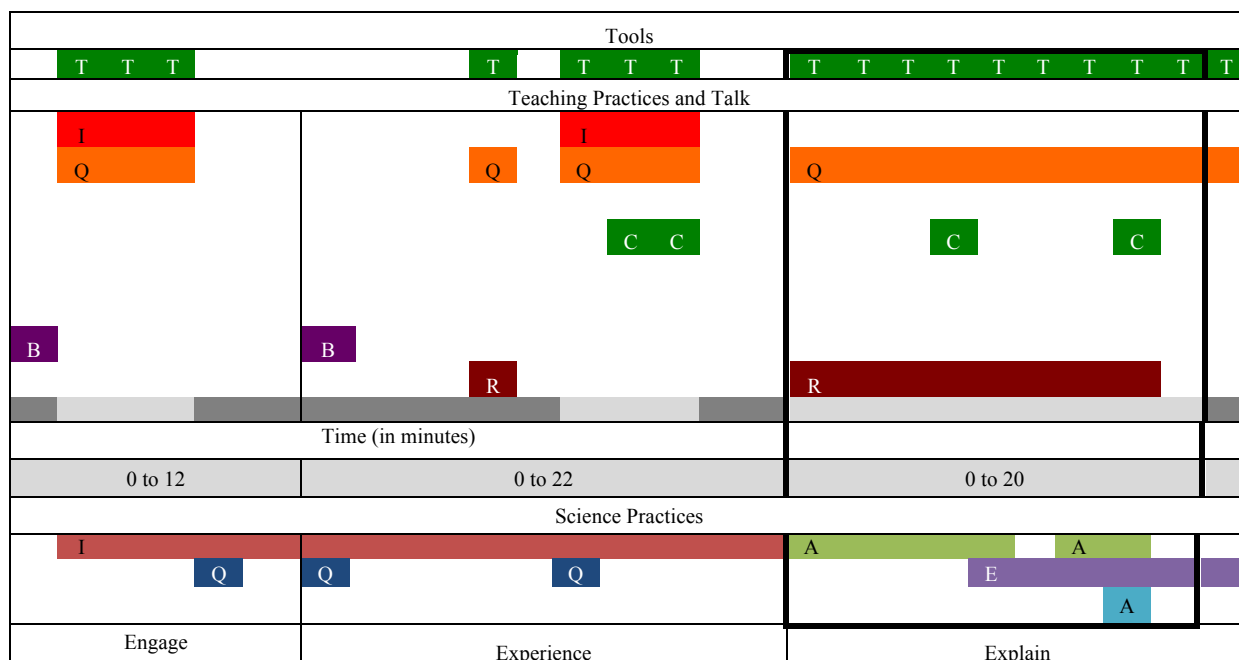 Tools
T T T T T T T T T T T T T T T T T
Teaching Practices and Talk
I I
Q Q Q Q
C C C C
B B
R R
Time (in minutes)
0 to 12 0 to 22 0 to 20
Science Practices
I A A
Q Q Q E
A
Engage Experience Explain